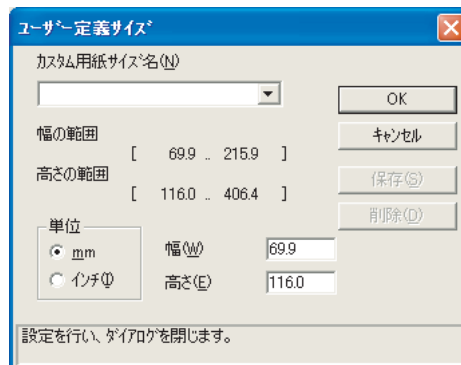 ユーザー定義サイズ
カスタム用紙サイズ名(N)
OK
キャンセル
保存(S)
削除(D)
幅の範囲
[ 69.9 .. 215.9 ]
高さの範囲
[ 116.0 .. 406.4 ]
単位
mm
インチ(I)
幅(W) 69.9
高さ(E) 116.0
設定を行い、ダイアログを閉じます。